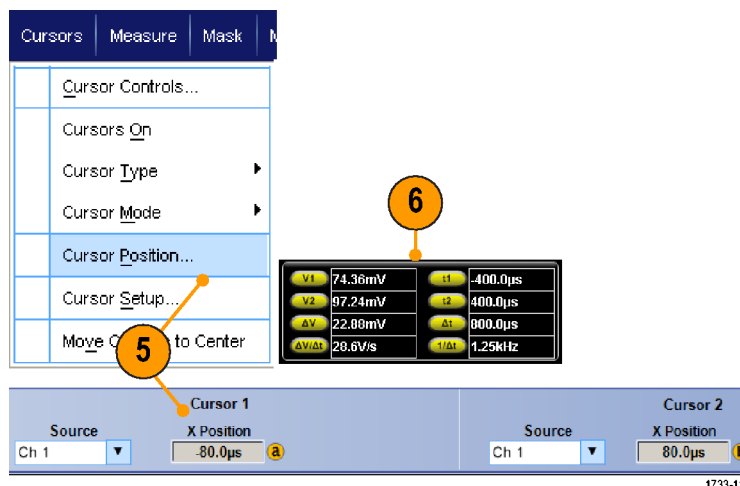 Cursors Measure Mask
Cursor Controls...
Cursors On
Cursor Type
Cursor Mode
Cursor Position...
Cursor Setup...
Move to Center
5
6
V1 74.36mV t1 -400.0µs
V2 97.24mV t2 400.0µs
ΔV 22.88mV Δt 800.0µs
ΔV/Δt 28.6V/s 1/Δt 1.25kHz
Cursor 1 Cursor 2
Source X Position Source X Position
Ch 1 -80.0µs a Ch 1 80.0µs